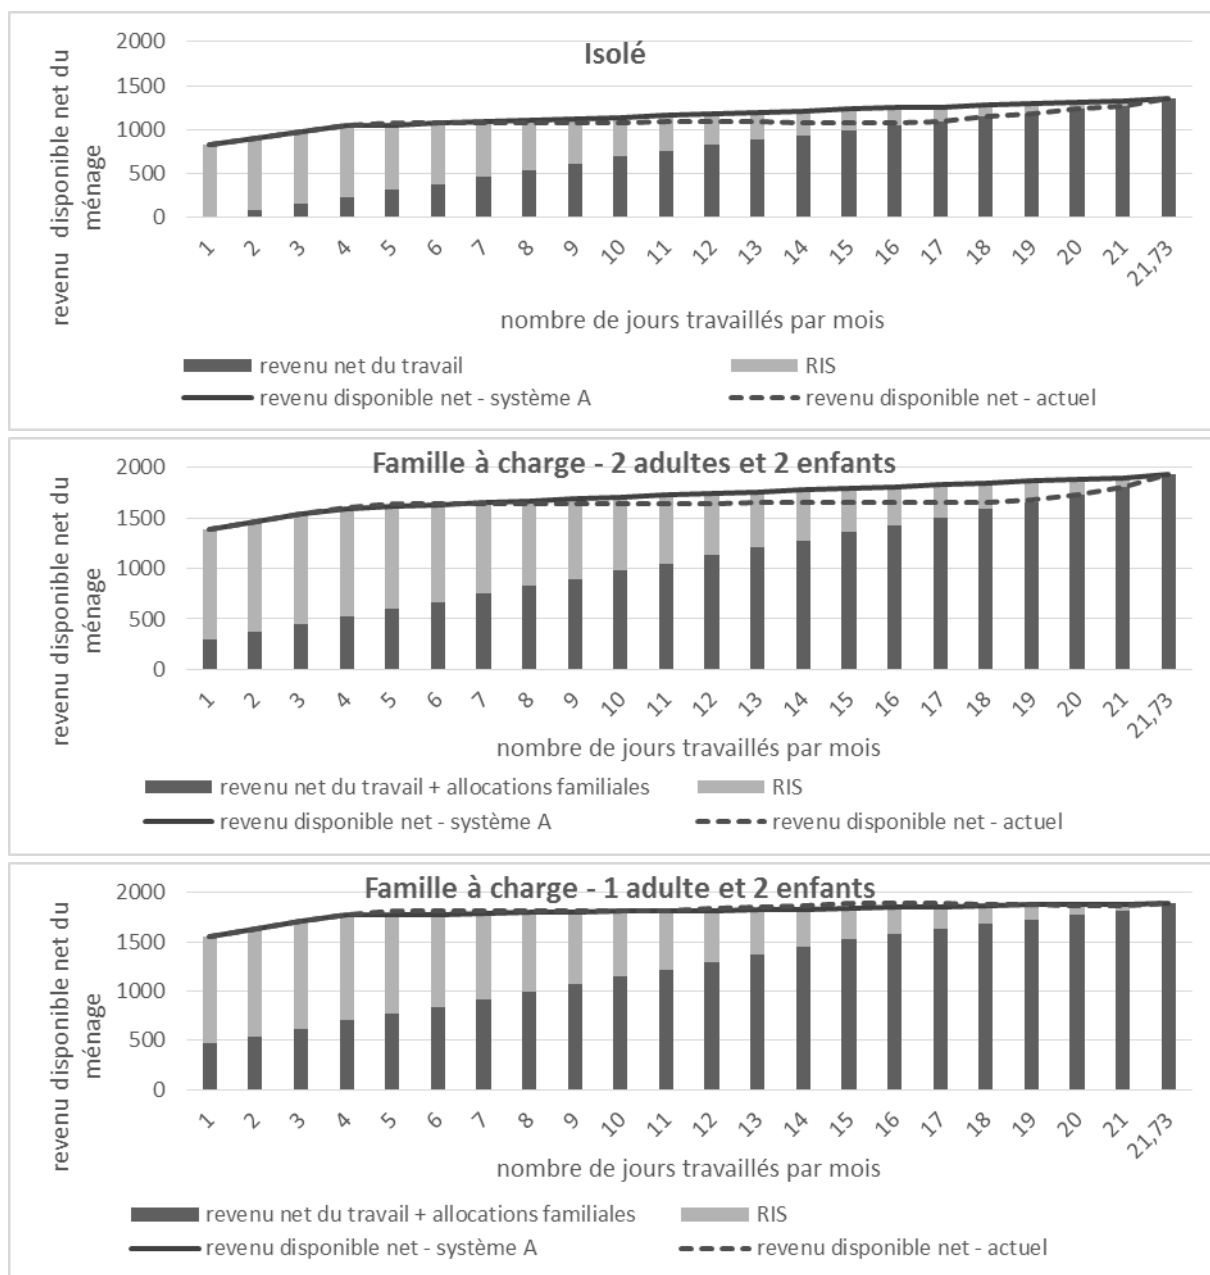 Isolé
revenu disponible net du
ménage
2000
1500
1000
500
0
1 2 3 4 5 6 7 8 9 10 11 12 13 14 15 16 17 18 19 20 21 21,73
nombre de jours travaillés par mois
revenu net du travail RIS
revenu disponible net - système A revenu disponible net - actuel
Famille à charge - 2 adultes et 2 enfants
revenu disponible net du
ménage
2000
1500
1000
500
0
1 2 3 4 5 6 7 8 9 10 11 12 13 14 15 16 17 18 19 20 21 21,73
nombre de jours travaillés par mois
revenu net du travail + allocations familiales RIS
revenu disponible net - système A revenu disponible net - actuel
Famille à charge - 1 adulte et 2 enfants
revenu disponible net du
ménage
2000
1500
1000
500
0
1 2 3 4 5 6 7 8 9 10 11 12 13 14 15 16 17 18 19 20 21 21,73
nombre de jours travaillés par mois
revenu net du travail + allocations familiales RIS
revenu disponible net - système A revenu disponible net - actuel